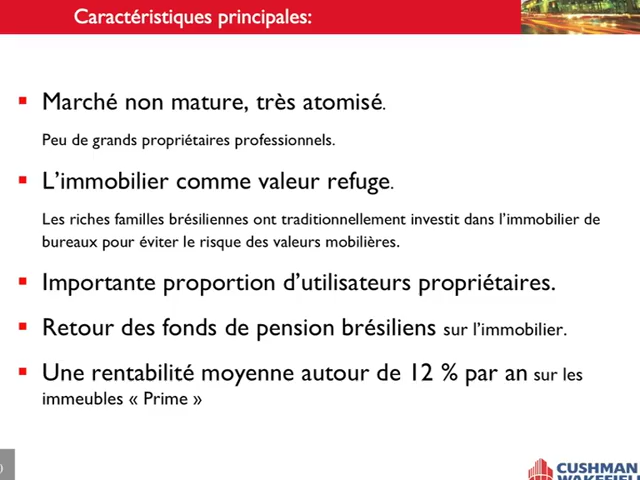 Caractéristiques principales:
Marché non mature, très atomisé.
Peu de grands propriétaires professionnels.
L’immobilier comme valeur refuge.
Les riches familles brésiliennes ont traditionnellement investit dans l’immobilier de
bureaux pour éviter le risque des valeurs mobilières.
Importante proportion d’utilisateurs propriétaires.
Retour des fonds de pension brésiliens sur l’immobilier.
Une rentabilité moyenne autour de 12 % par an sur les
immeubles « Prime »
CUSHMAN
WAKEFIELD